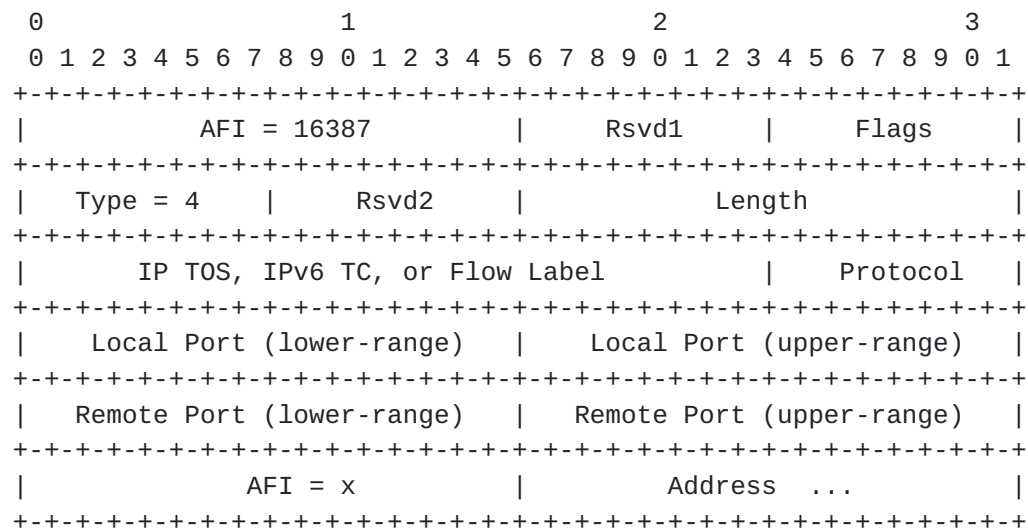 0                   1                   2                   3
 0 1 2 3 4 5 6 7 8 9 0 1 2 3 4 5 6 7 8 9 0 1 2 3 4 5 6 7 8 9 0 1
+-+-+-+-+-+-+-+-+-+-+-+-+-+-+-+-+-+-+-+-+-+-+-+-+-+-+-+-+-+-+-+-+
|           AFI = 16387         |     Rsvd1     |     Flags     |
+-+-+-+-+-+-+-+-+-+-+-+-+-+-+-+-+-+-+-+-+-+-+-+-+-+-+-+-+-+-+-+-+
|   Type = 4    |     Rsvd2     |            Length             |
+-+-+-+-+-+-+-+-+-+-+-+-+-+-+-+-+-+-+-+-+-+-+-+-+-+-+-+-+-+-+-+-+
|       IP TOS, IPv6 TC, or Flow Label          |    Protocol   |
+-+-+-+-+-+-+-+-+-+-+-+-+-+-+-+-+-+-+-+-+-+-+-+-+-+-+-+-+-+-+-+-+
|    Local Port (lower-range)   |    Local Port (upper-range)   |
+-+-+-+-+-+-+-+-+-+-+-+-+-+-+-+-+-+-+-+-+-+-+-+-+-+-+-+-+-+-+-+-+
|   Remote Port (lower-range)   |   Remote Port (upper-range)   |
+-+-+-+-+-+-+-+-+-+-+-+-+-+-+-+-+-+-+-+-+-+-+-+-+-+-+-+-+-+-+-+-+
|              AFI = x          |         Address  ...          |
+-+-+-+-+-+-+-+-+-+-+-+-+-+-+-+-+-+-+-+-+-+-+-+-+-+-+-+-+-+-+-+-+